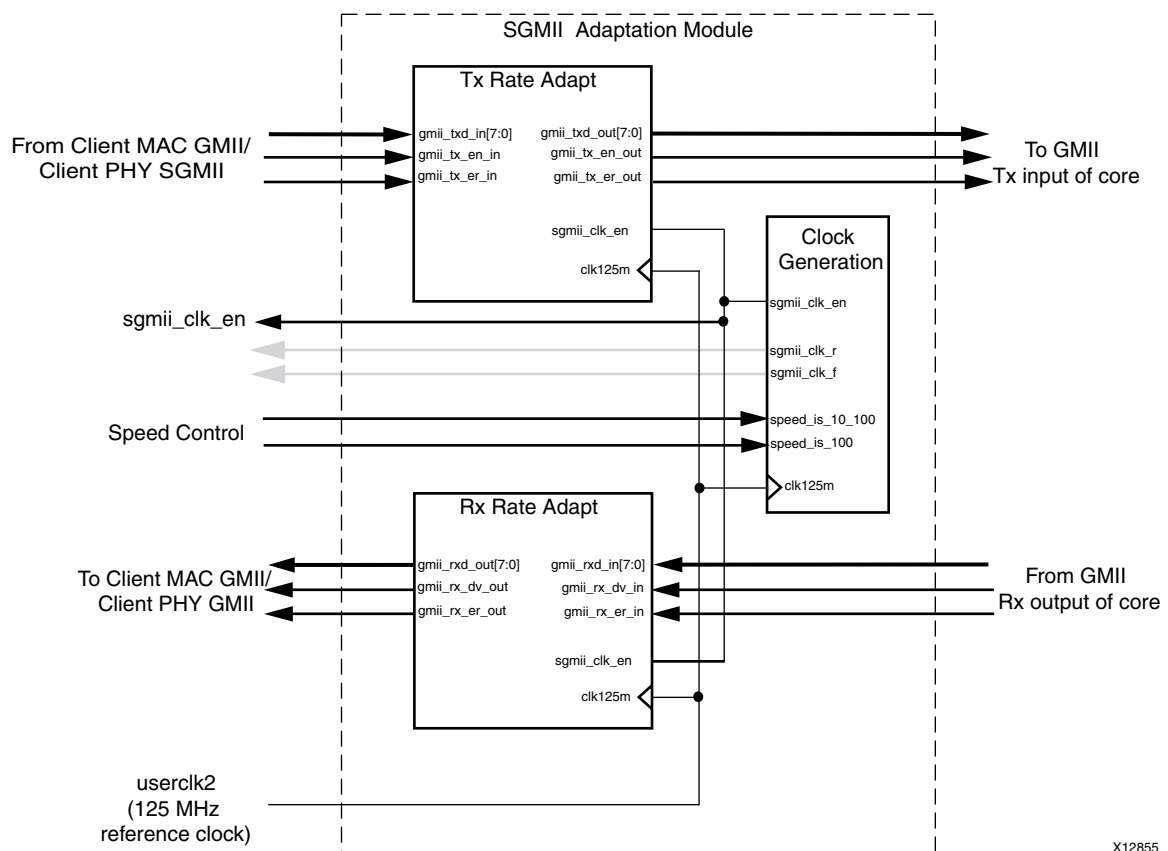 SGMII Adaptation Module
Tx Rate Adapt
From Client MAC GMII/
Client PHY SGMII
gmii_txd_in[7:0]
gmii_tx_en_in
gmii_tx_er_in
gmii_txd_out[7:0]
gmii_tx_en_out
gmii_tx_er_out
sgmii_clk_en
clk125m
To GMII
Tx input of core
Clock
Generation
sgmii_clk_en
sgmii_clk_r
sgmii_clk_f
speed_is_10_100
speed_is_100
clk125m
sgmii_clk_en
Speed Control
Rx Rate Adapt
To Client MAC GMII/
Client PHY GMII
gmii_rxd_out[7:0]
gmii_rx_dv_out
gmii_rx_er_out
gmii_rxd_in[7:0]
gmii_rx_dv_in
gmii_rx_er_in
sgmii_clk_en
clk125m
From GMII
Rx output of core
userclk2
(125 MHz
reference clock)
X12855